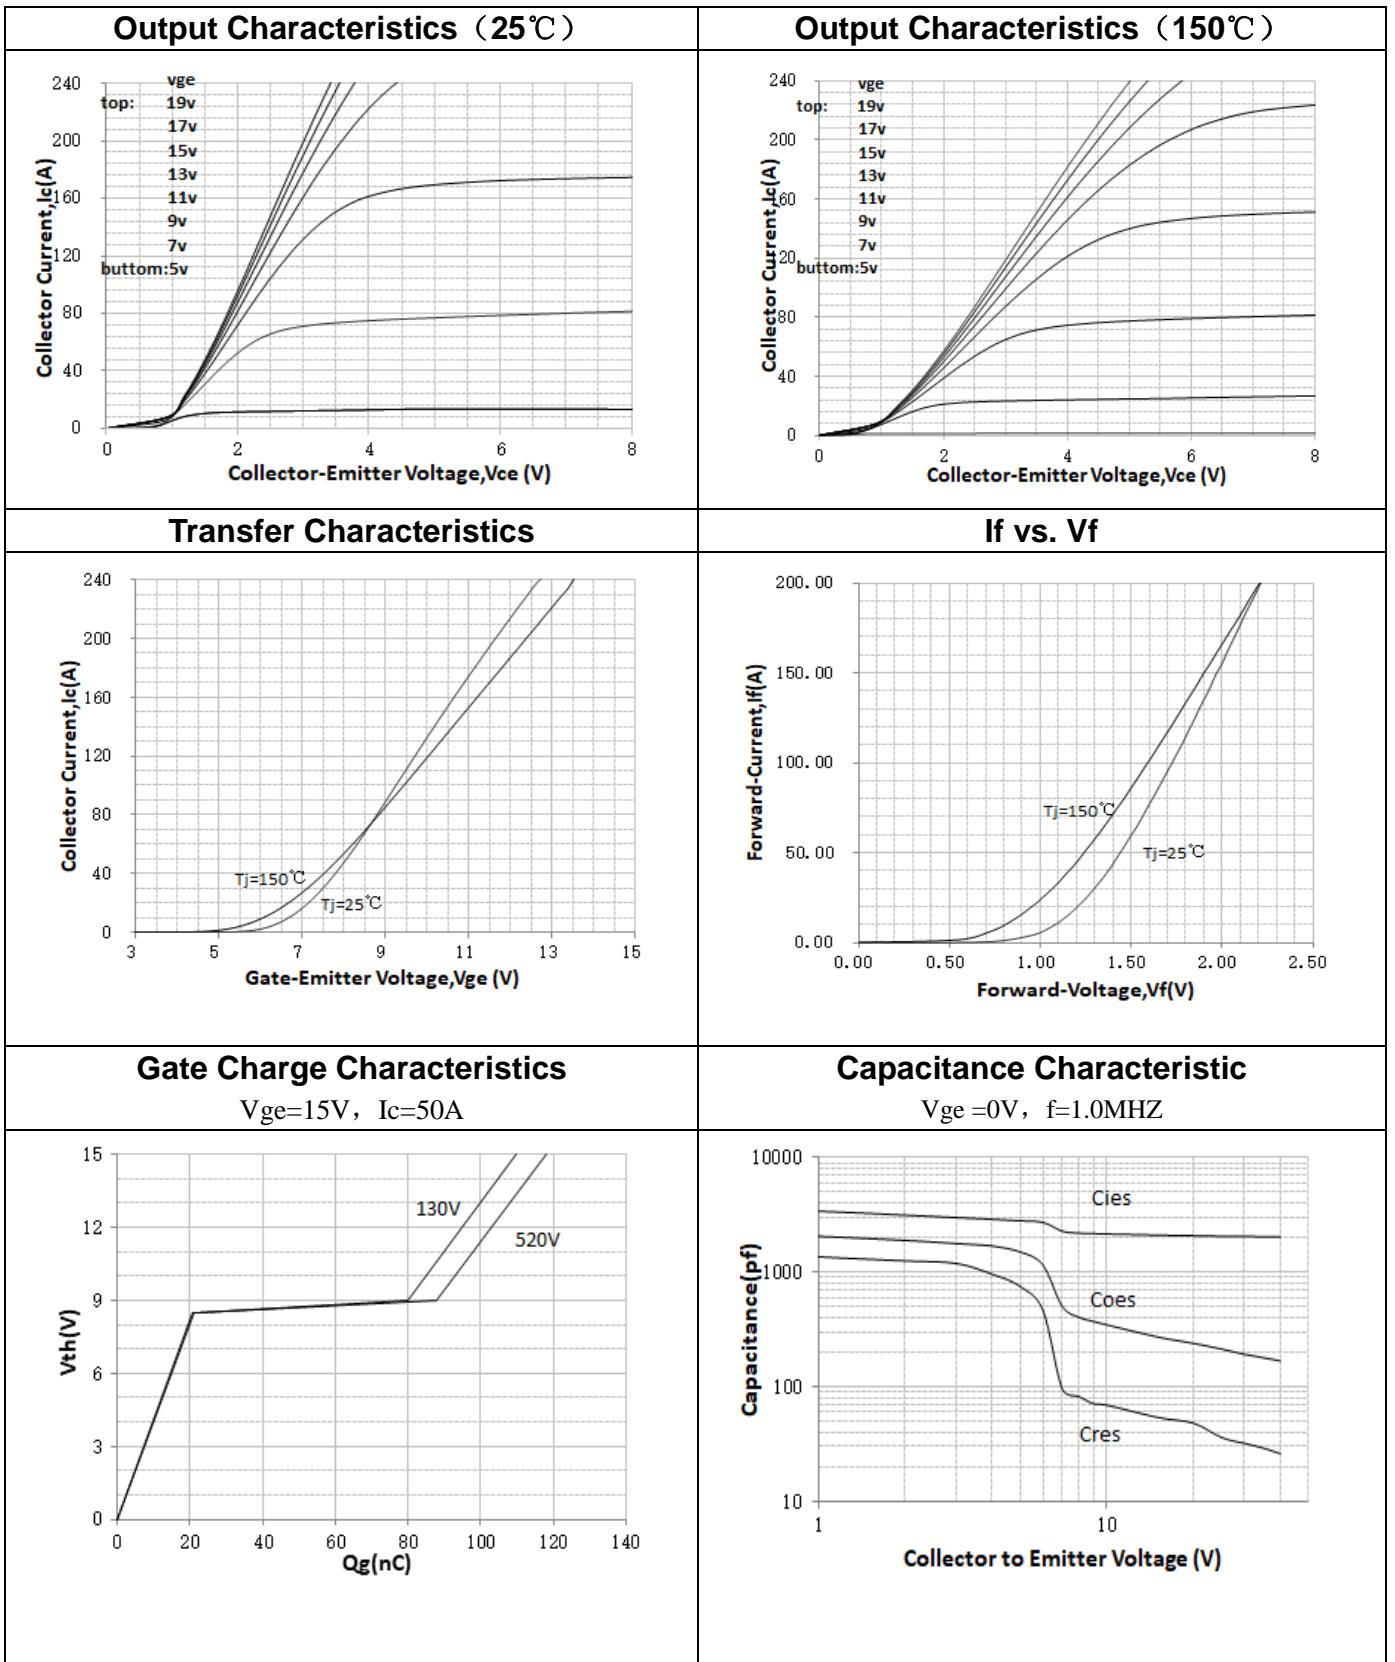 Output Characteristics（25℃）
Output Characteristics（150℃）
240
200
160
120
80
40
0
vge
top: 19v
17v
15v
13v
11v
9v
7v
buttom:5v
Collector Current,Ic(A)
0 2 4 6 8
Collector-Emitter Voltage,Vce (V)
240
200
160
120
80
40
0
vge
top: 19v
17v
15v
13v
11v
9v
7v
buttom:5v
Collector Current,Ic(A)
0 2 4 6 8
Collector-Emitter Voltage,Vce (V)
Transfer Characteristics
If vs. Vf
240
200
160
120
80
40
0
Collector Current,Ic(A)
Tj=150℃
Tj=25℃
3 5 7 9 11 13 15
Gate-Emitter Voltage,Vge (V)
200.00
150.00
100.00
50.00
0.00
Forward-Current,If(A)
Tj=150℃
Tj=25℃
0.00 0.50 1.00 1.50 2.00 2.50
Forward-Voltage,Vf(V)
Gate Charge Characteristics
Vge=15V，Ic=50A
Capacitance Characteristic
Vge =0V，f=1.0MHZ
15
12
9
6
3
0
Vth(V)
130V
520V
0 20 40 60 80 100 120 140
Qg(nC)
10000
1000
100
10
Capacitance(pf)
Cies
Coes
Cres
1 10
Collector to Emitter Voltage (V)